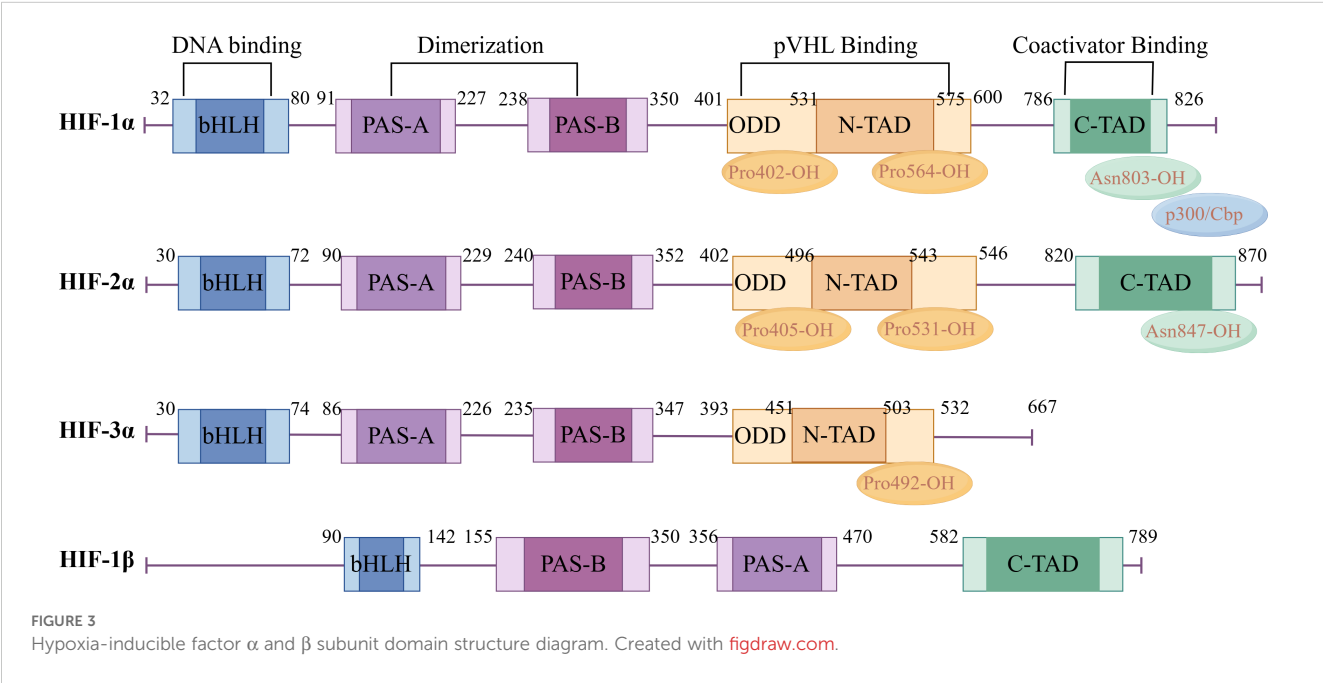 DNA binding Dimerization pVHL Binding Coactivator Binding
32 80 91 227 238 350 401 531 575 600 786 826
HIF-1α bHLH PAS-A PAS-B ODD N-TAD C-TAD
Pro402-OH Pro564-OH Asn803-OH
p300/Cbp
30 72 90 229 240 352 402 496 543 546 820 870
HIF-2α bHLH PAS-A PAS-B ODD N-TAD C-TAD
Pro405-OH Pro531-OH Asn847-OH
30 74 86 226 235 347 393 451 503 532 667
HIF-3α bHLH PAS-A PAS-B ODD N-TAD
Pro492-OH
90 142 155 350 356 470 582 789
HIF-1β bHLH PAS-B PAS-A C-TAD
FIGURE 3
Hypoxia-inducible factor α and β subunit domain structure diagram. Created with figdraw.com.